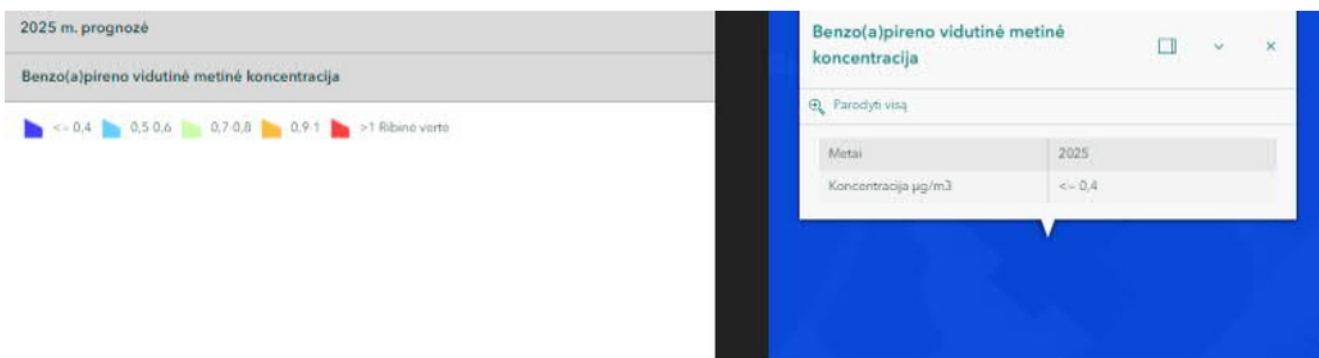 2025 m. prognozė
Benzo(a)pireno vidutinė metinė koncentracija
<= 0,4 0,5 0,6 0,7 0,8 0,9 1 >1 Ribinė vertė
Benzo(a)pireno vidutinė metinė
koncentracija
Parodyti visą
Metai 2025
Koncentracija µg/m3 <= 0,4